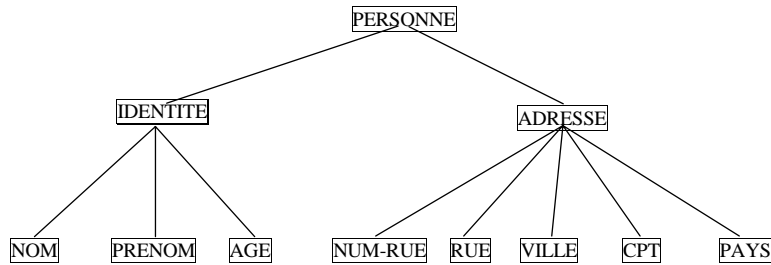 PERSONNE
IDENTITE
ADRESSE
NOM PRENOM AGE NUM-RUE RUE VILLE CPT PAYS